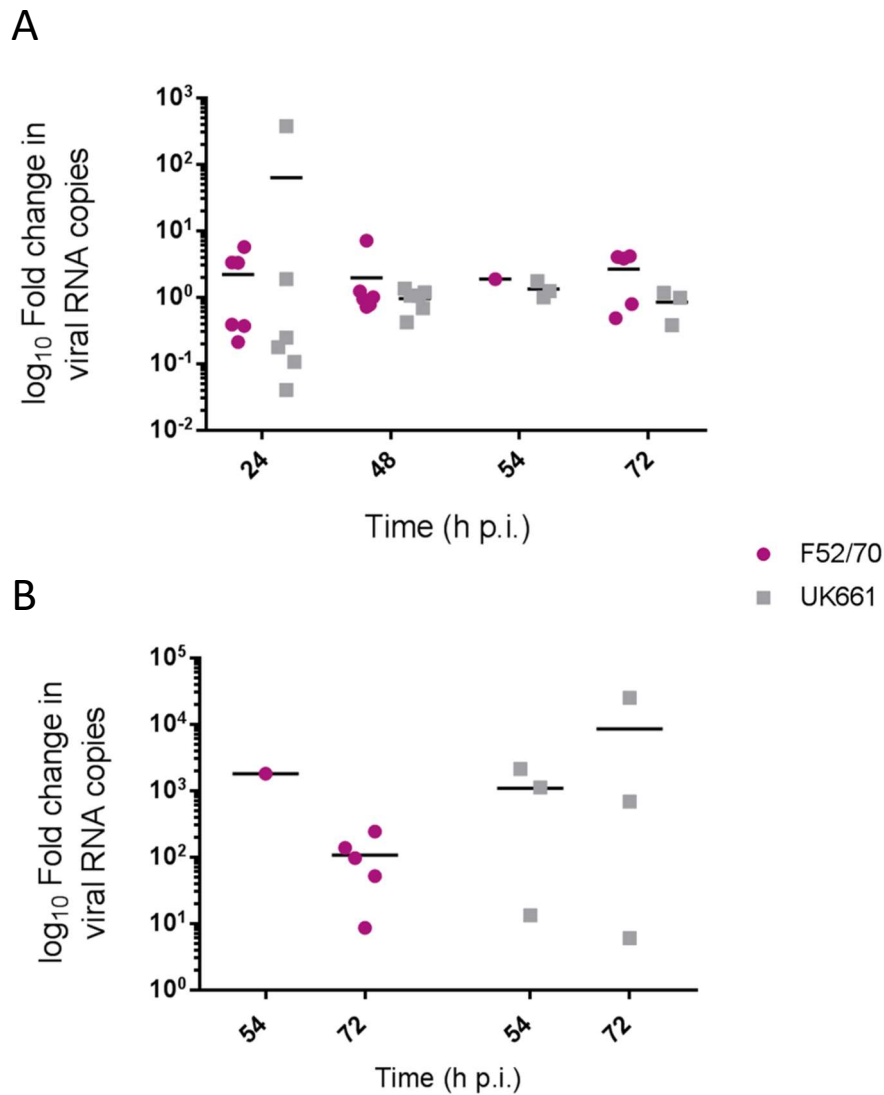 A
log₁₀ Fold change in
viral RNA copies
10³
10²
10¹
10⁰
10⁻¹
10⁻²
24
48
54
72
Time (h p.i.)
F52/70
UK661
B
log₁₀ Fold change in
viral RNA copies
10⁵
10⁴
10³
10²
10¹
10⁰
54
72
54
72
Time (h p.i.)